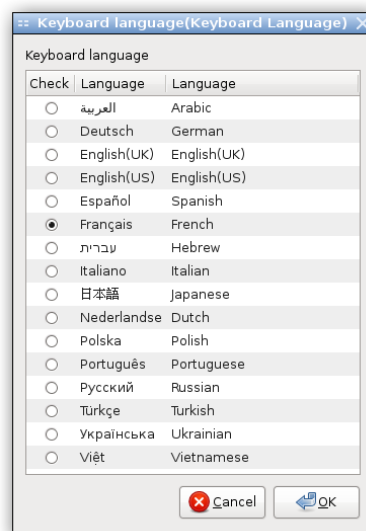 Keyboard language(Keyboard Language)
Keyboard language
Check Language Language
العربية Arabic
Deutsch German
English(UK) English(UK)
English(US) English(US)
Español Spanish
Français French
עברית Hebrew
Italiano Italian
日本語 Japanese
Nederlandse Dutch
Polska Polish
Português Portuguese
Русский Russian
Türkçe Turkish
Українська Ukrainian
Việt Vietnamese
Cancel OK